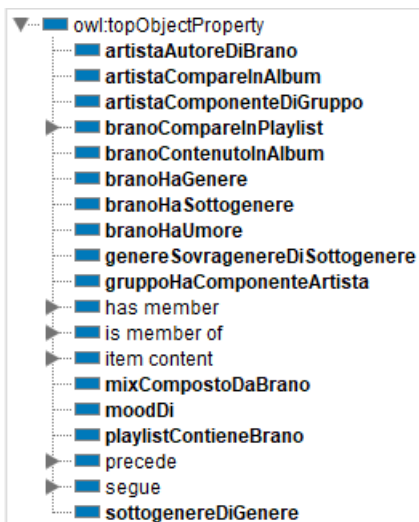 owl:topObjectProperty
artistaAutoreDiBrano
artistaCompareInAlbum
artistaComponenteDiGruppo
branoCompareInPlaylist
branoContenutoInAlbum
branoHaGenere
branoHaSottogenere
branoHaUmore
genereSovragenereDiSottogenere
gruppoHaComponenteArtista
has member
is member of
item content
mixCompostoDaBrano
moodDi
playlistContieneBrano
precede
segue
sottogenereDiGenere